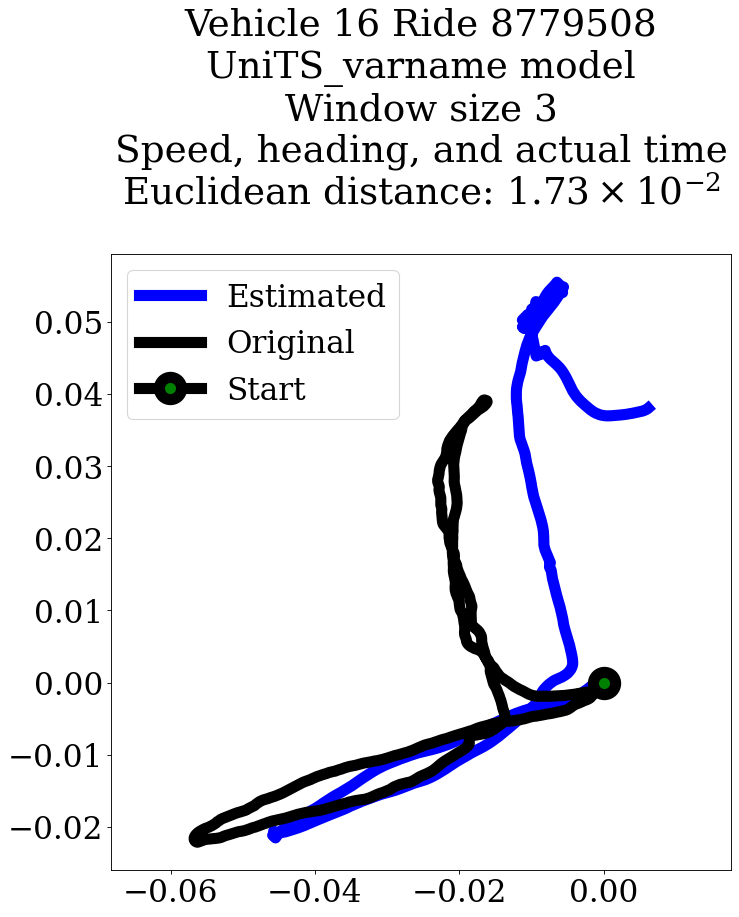 Vehicle 16 Ride 8779508
UniTS_varname model
Window size 3
Speed, heading, and actual time
Euclidean distance: 1.73 × 10⁻²
Estimated
Original
Start
0.05
0.04
0.03
0.02
0.01
0.00
−0.01
−0.02
−0.06 −0.04 −0.02 0.00